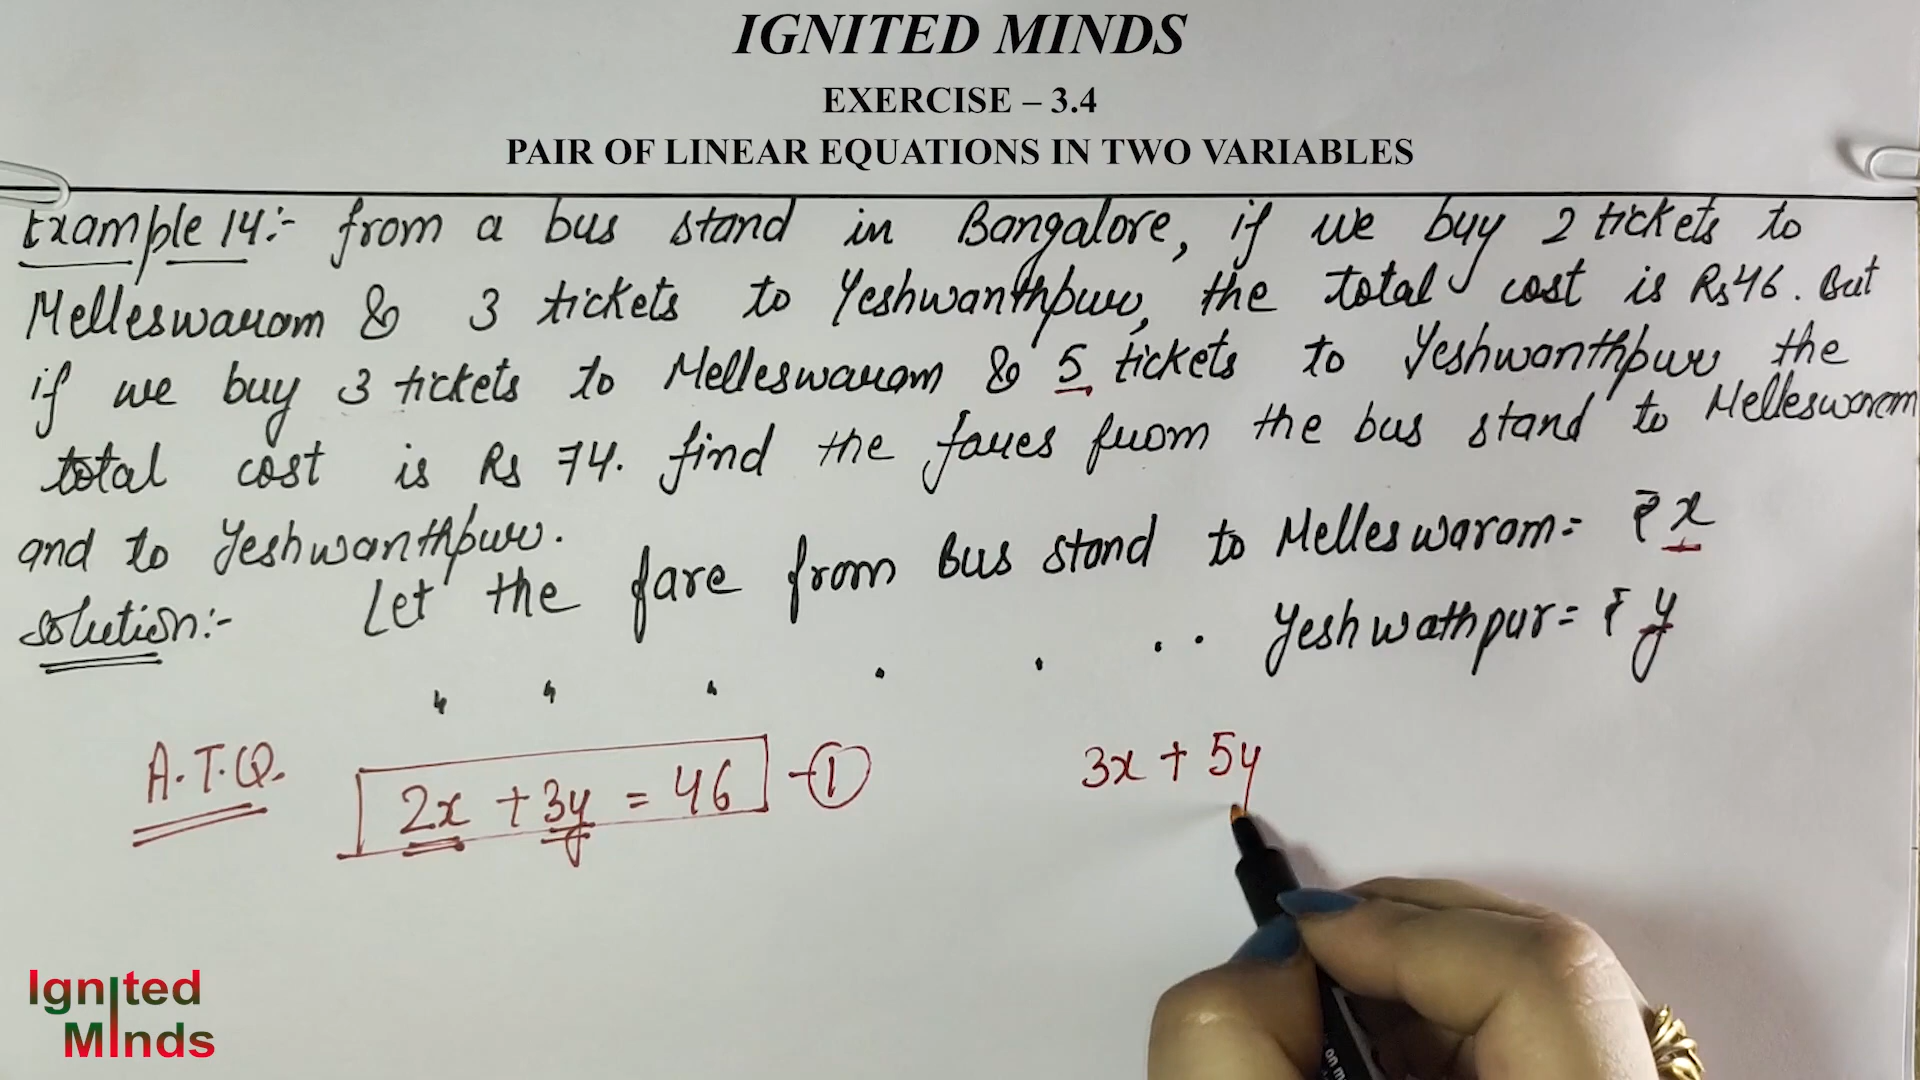 IGNITED MINDS
EXERCISE – 3.4
PAIR OF LINEAR EQUATIONS IN TWO VARIABLES
Example 14:- from a bus stand in Bangalore, if we buy 2 tickets to
Melleswaram & 3 tickets to Yeshwanthpur, the total cost is Rs 46. But
if we buy 3 tickets to Melleswaram & 5 tickets to Yeshwanthpur the
total cost is Rs 74. find the fares from the bus stand to Melleswaram
and to Yeshwanthpur.
Solution:- Let the fare from Bus stand to Melleswaram = ₹ x
" " " . . . . Yeshwathpur = ₹ y
A.T.Q. 2x + 3y = 46 -① 3x + 5y
Ignited
Minds
on m